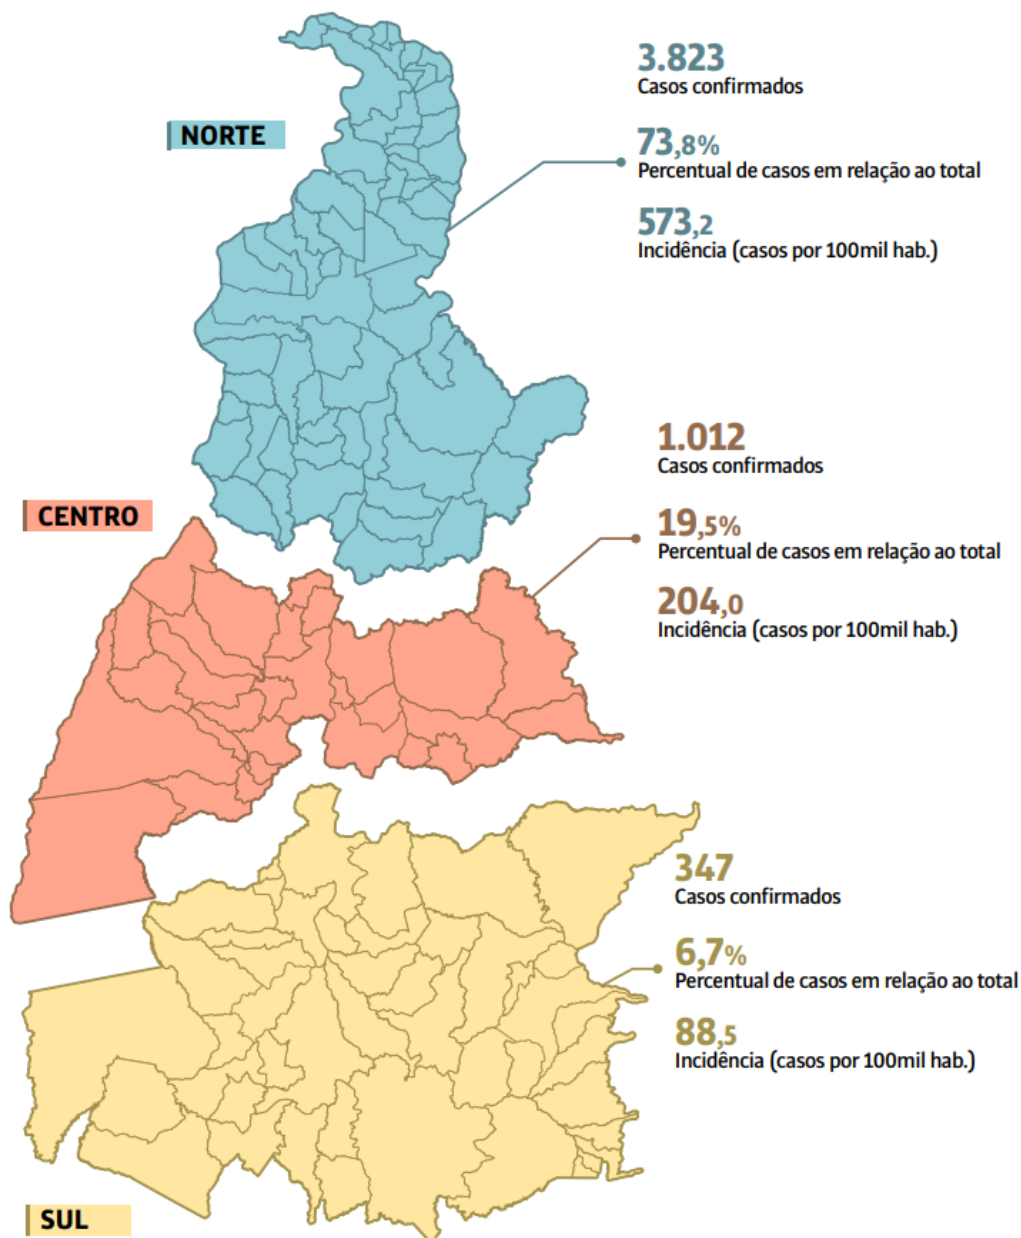 NORTE
3.823
Casos confirmados
73,8%
Percentual de casos em relação ao total
573,2
Incidência (casos por 100mil hab.)
CENTRO
1.012
Casos confirmados
19,5%
Percentual de casos em relação ao total
204,0
Incidência (casos por 100mil hab.)
347
Casos confirmados
6,7%
Percentual de casos em relação ao total
88,5
Incidência (casos por 100mil hab.)
SUL